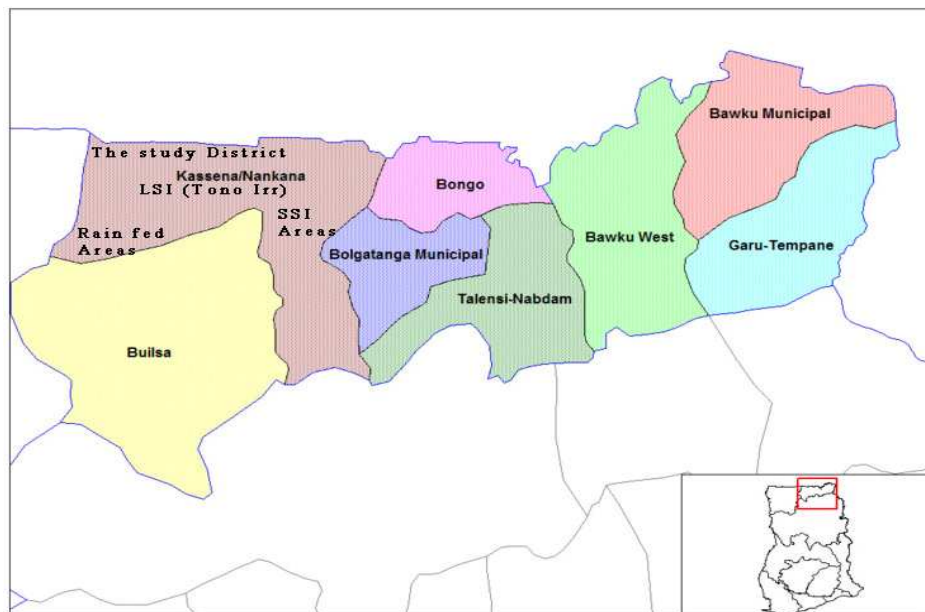 The study District
Kassena/Nankana
LSI (Tono Irr)
SSI
Areas
Rain fed
Areas
Bongo
Bawku Municipal
Bolgatanga Municipal
Bawku West
Garu-Tempane
Talensi-Nabdam
Builsa